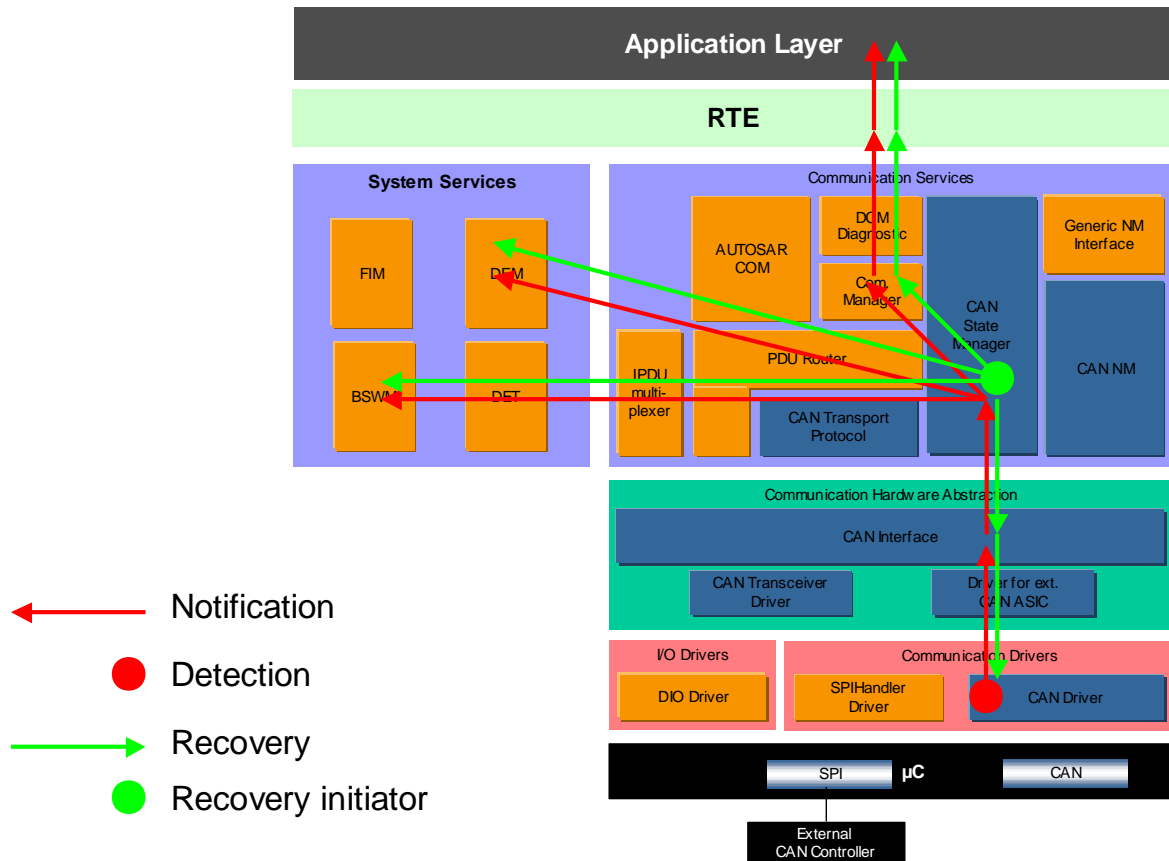 Application Layer
RTE
System Services
FIM
DEM
BSWM
DET
Communication Services
AUTOSAR
COM
DCM
Diagnostic
Com.
Manager
CAN
State
Manager
Generic NM
Interface
CAN NM
PDU Router
IPDU
multi-
plexer
CAN Transport
Protocol
Communication Hardware Abstraction
CAN Interface
CAN Transceiver
Driver
Driver for ext.
CAN ASIC
I/O Drivers
DIO Driver
Communication Drivers
SPIHandler
Driver
CAN Driver
SPI
µC
CAN
External
CAN Controller
Notification
Detection
Recovery
Recovery initiator